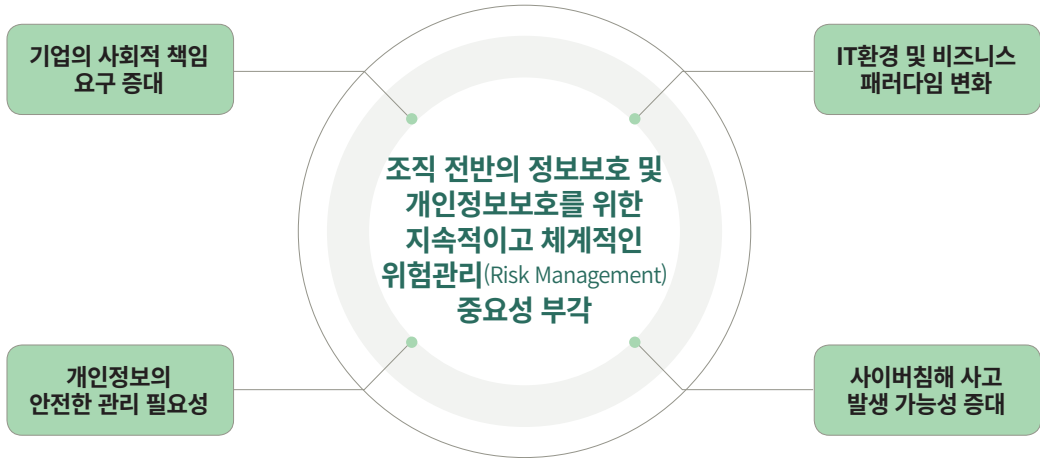 기업의 사회적 책임
요구 증대
IT환경 및 비즈니스
패러다임 변화
조직 전반의 정보보호 및
개인정보보호를 위한
지속적이고 체계적인
위험관리(Risk Management)
중요성 부각
개인정보의
안전한 관리 필요성
사이버침해 사고
발생 가능성 증대